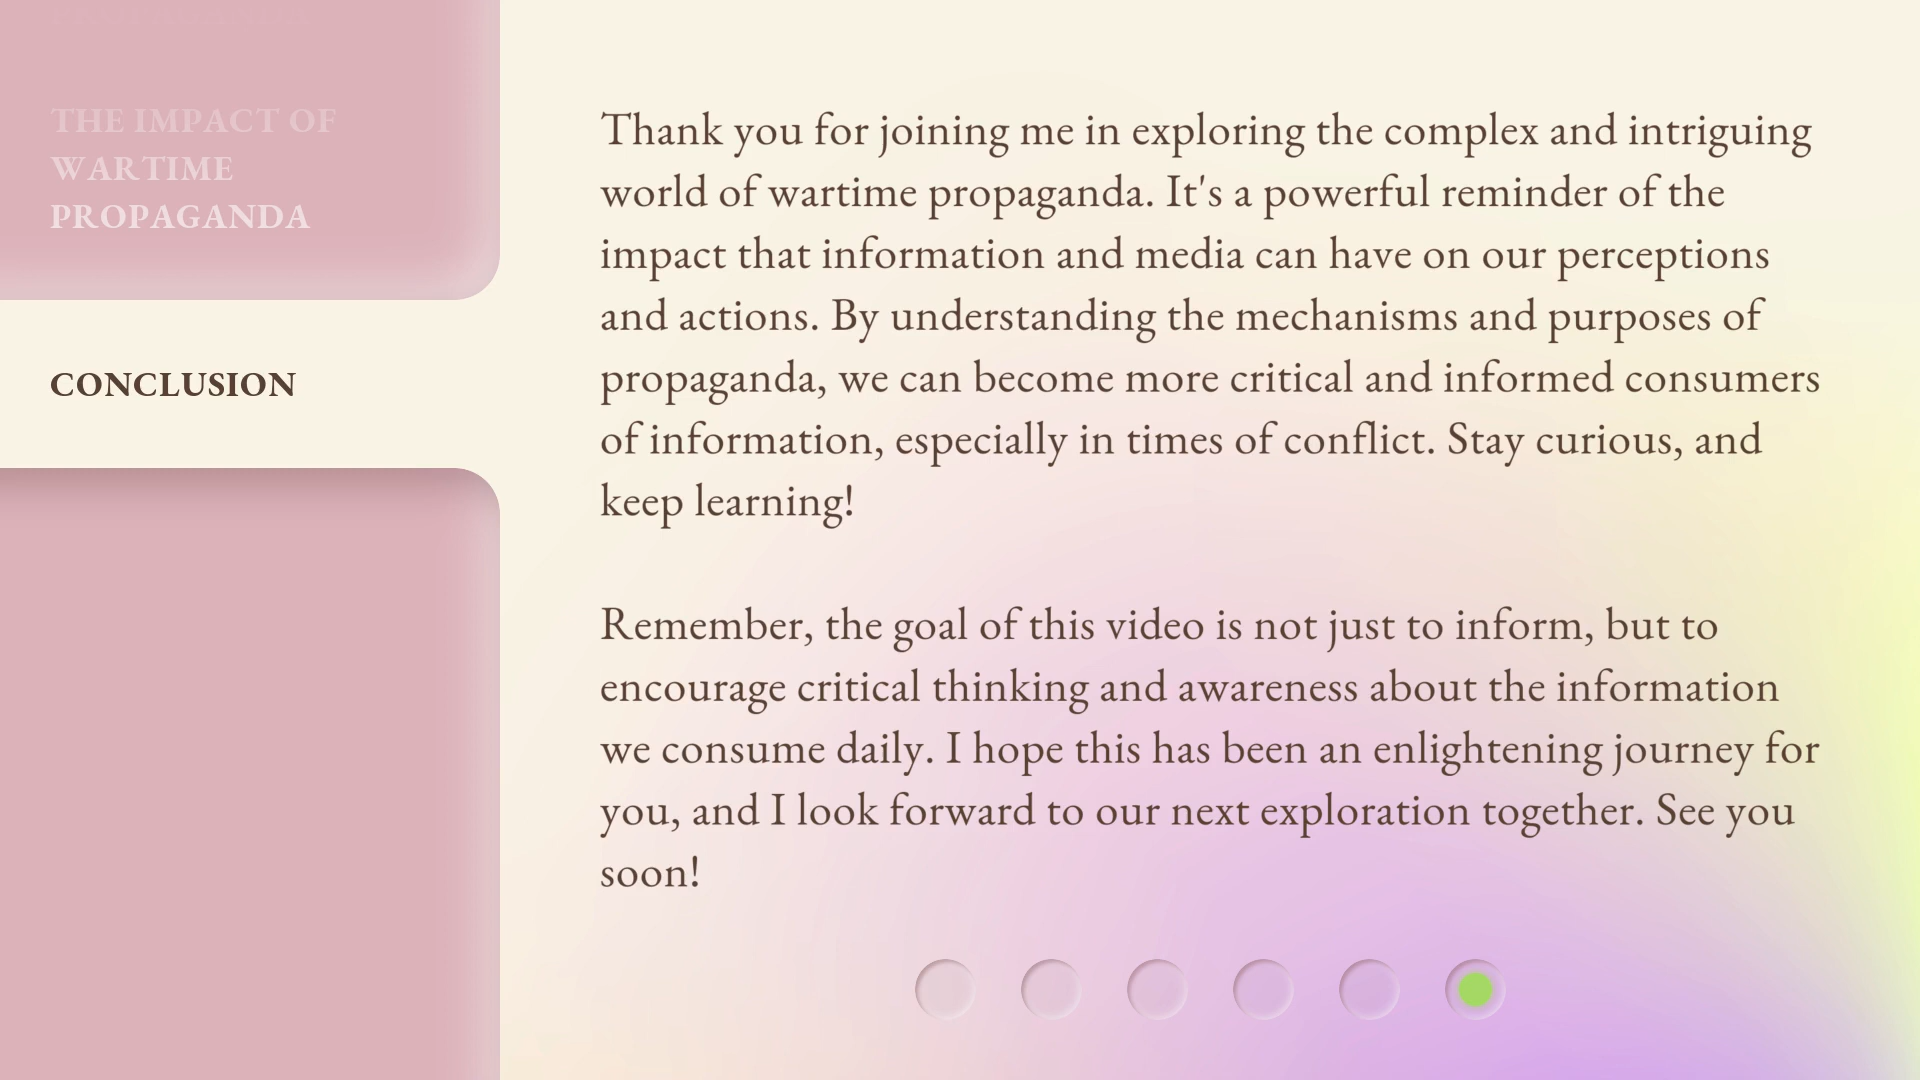 THE IMPACT OF
WARTIME
PROPAGANDA
CONCLUSION
Thank you for joining me in exploring the complex and intriguing
world of wartime propaganda. It's a powerful reminder of the
impact that information and media can have on our perceptions
and actions. By understanding the mechanisms and purposes of
propaganda, we can become more critical and informed consumers
of information, especially in times of conflict. Stay curious, and
keep learning!
Remember, the goal of this video is not just to inform, but to
encourage critical thinking and awareness about the information
we consume daily. I hope this has been an enlightening journey for
you, and I look forward to our next exploration together. See you
soon!